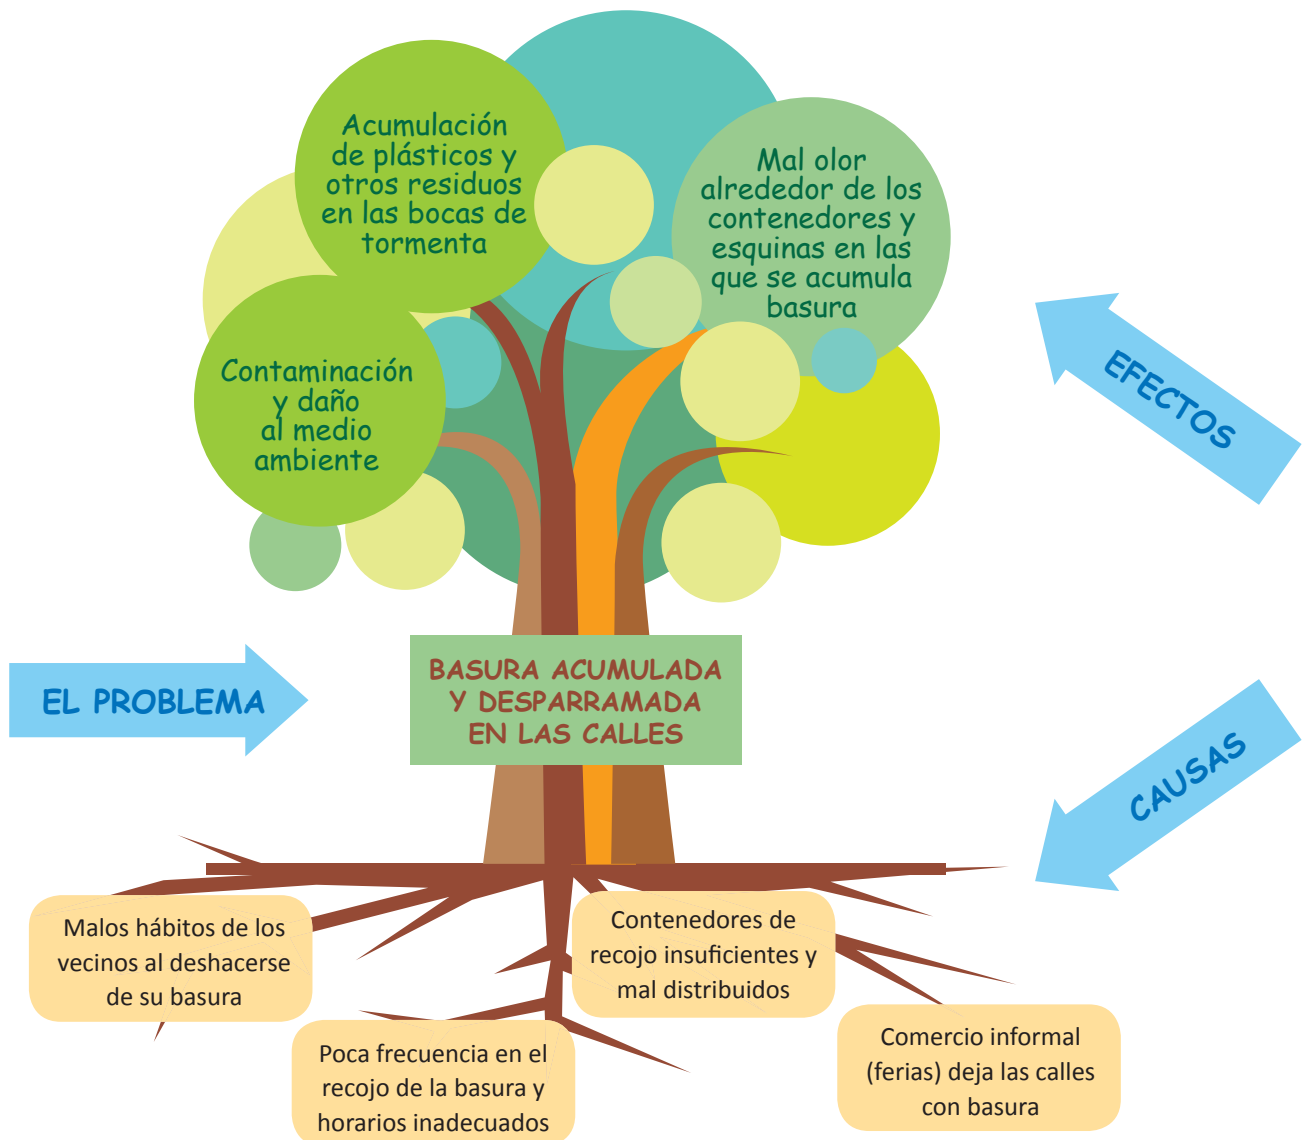 Acumulación
de plásticos y
otros residuos
en las bocas de
tormenta
Mal olor
alrededor de los
contenedores y
esquinas en las
que se acumula
basura
Contaminación
y daño
al medio
ambiente
EFECTOS
EL PROBLEMA
BASURA ACUMULADA
Y DESPARRAMADA
EN LAS CALLES
CAUSAS
Malos hábitos de los
vecinos al deshacerse
de su basura
Contenedores de
recojo insuficientes y
mal distribuidos
Poca frecuencia en el
recojo de la basura y
horarios inadecuados
Comercio informal
(ferias) deja las calles
con basura